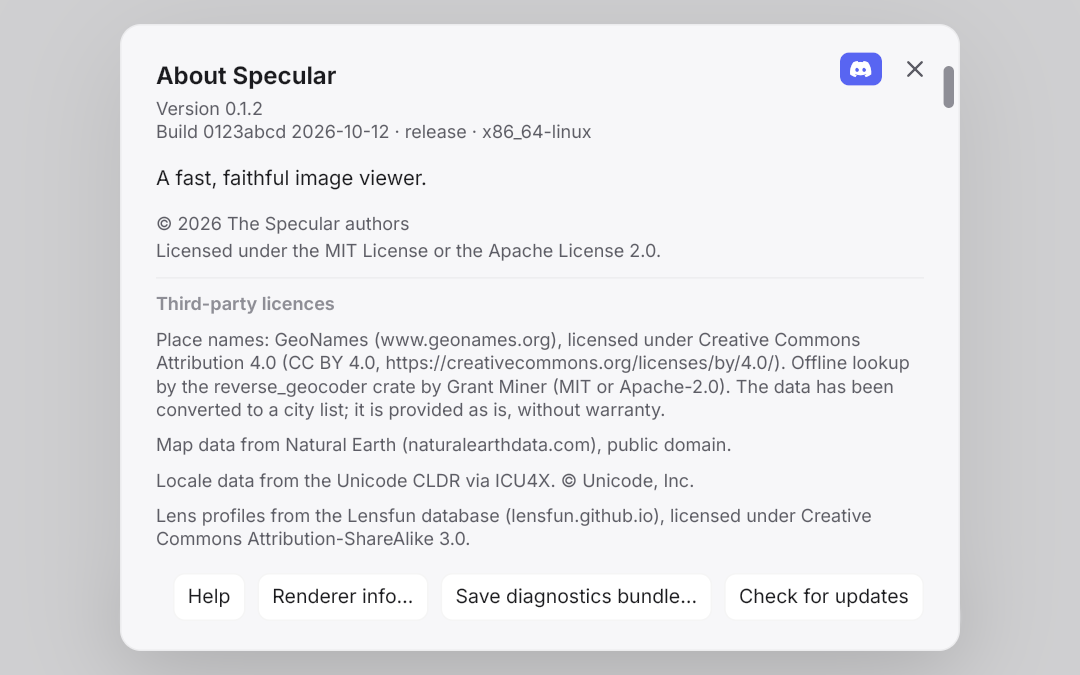 About Specular
Version 0.1.2
Build 0123abcd 2026-10-12 · release · x86_64-linux
A fast, faithful image viewer.
© 2026 The Specular authors
Licensed under the MIT License or the Apache License 2.0.
Third-party licences
Place names: GeoNames (www.geonames.org), licensed under Creative Commons
Attribution 4.0 (CC BY 4.0, https://creativecommons.org/licenses/by/4.0/). Offline lookup
by the reverse_geocoder crate by Grant Miner (MIT or Apache-2.0). The data has been
converted to a city list; it is provided as is, without warranty.
Map data from Natural Earth (naturalearthdata.com), public domain.
Locale data from the Unicode CLDR via ICU4X. © Unicode, Inc.
Lens profiles from the Lensfun database (lensfun.github.io), licensed under Creative
Commons Attribution-ShareAlike 3.0.
Help
Renderer info...
Save diagnostics bundle...
Check for updates